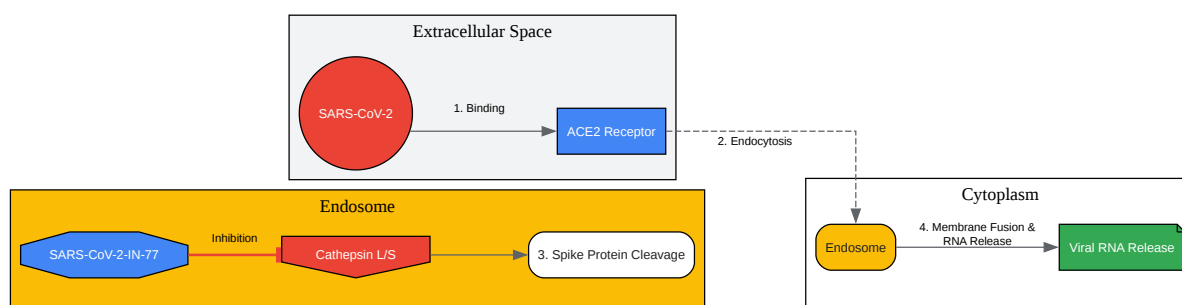 Extracellular Space
SARS-CoV-2
1. Binding
ACE2 Receptor
2. Endocytosis
Endosome
SARS-CoV-2-IN-77
Inhibition
Cathepsin L/S
3. Spike Protein Cleavage
Cytoplasm
Endosome
4. Membrane Fusion &
RNA Release
Viral RNA Release